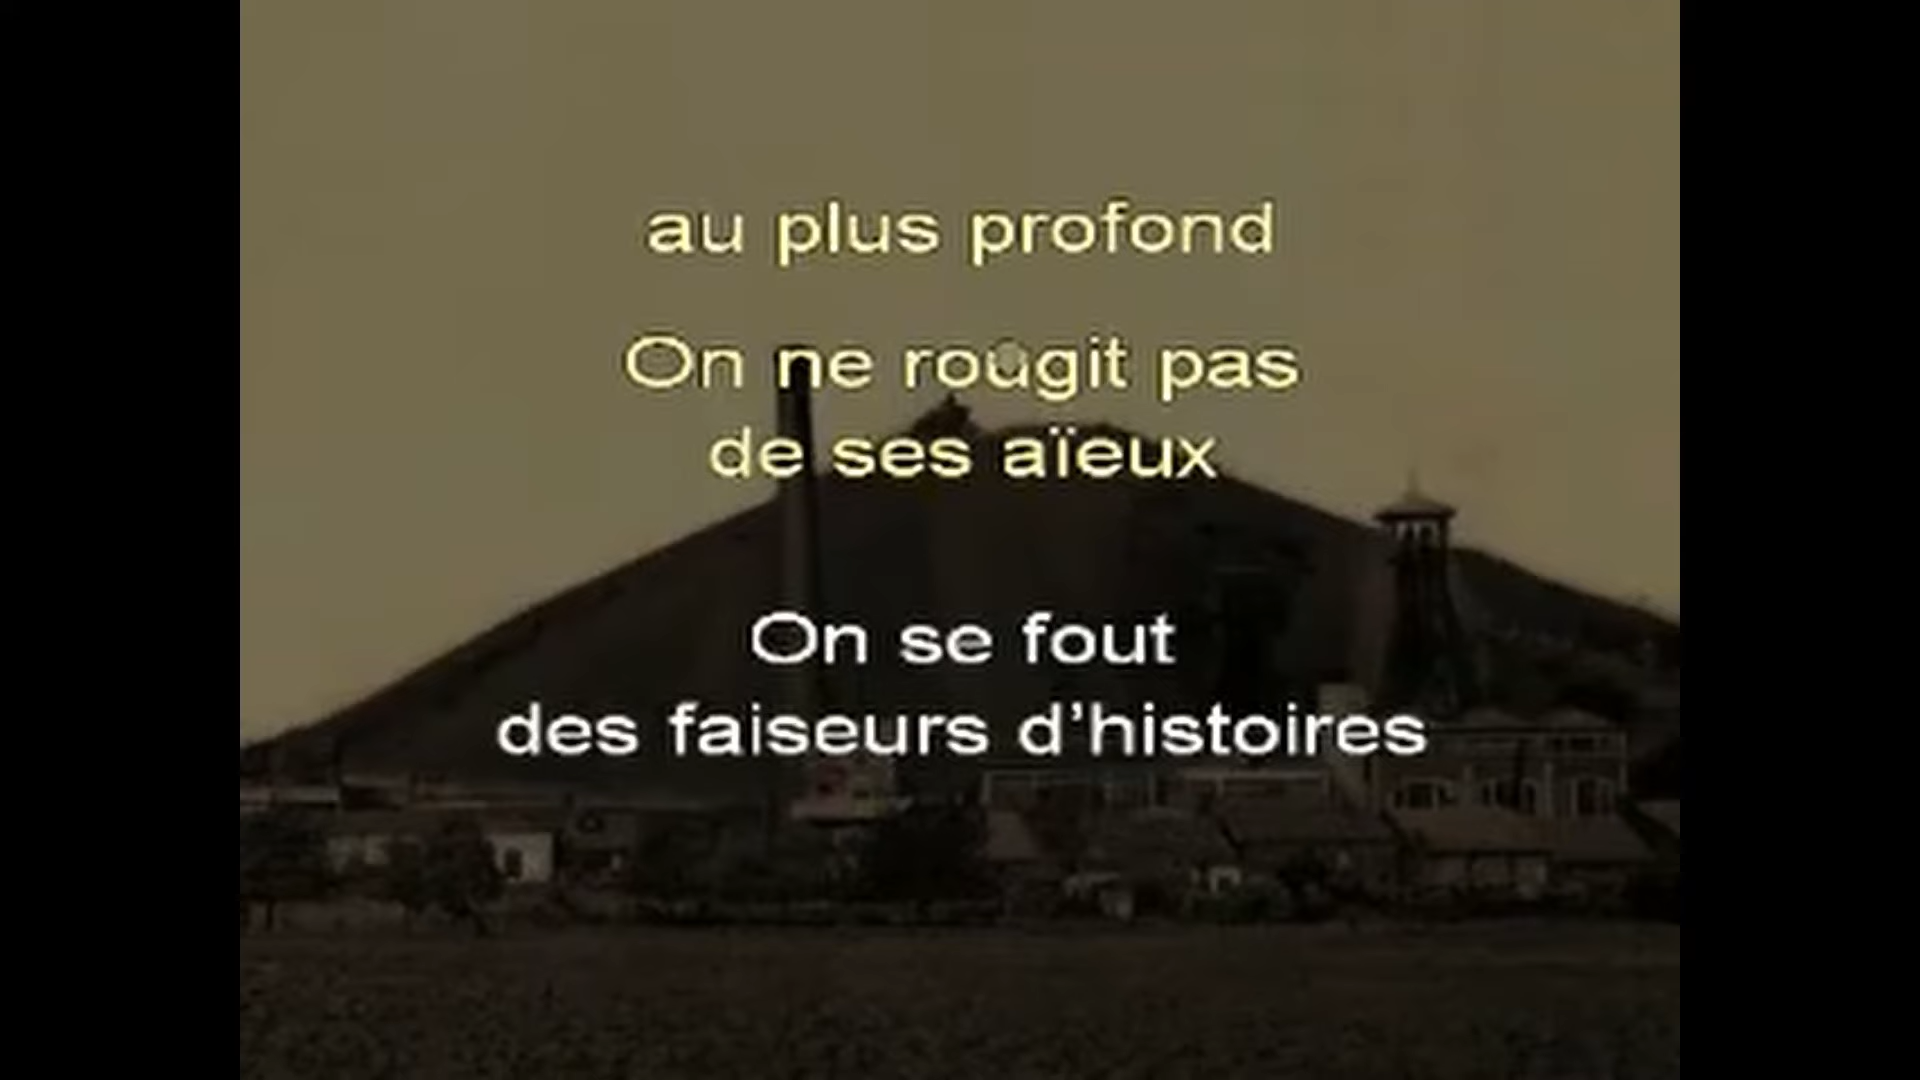 au plus profond
On ne rougit pas
de ses aïeux
On se fout
des faiseurs d'histoires